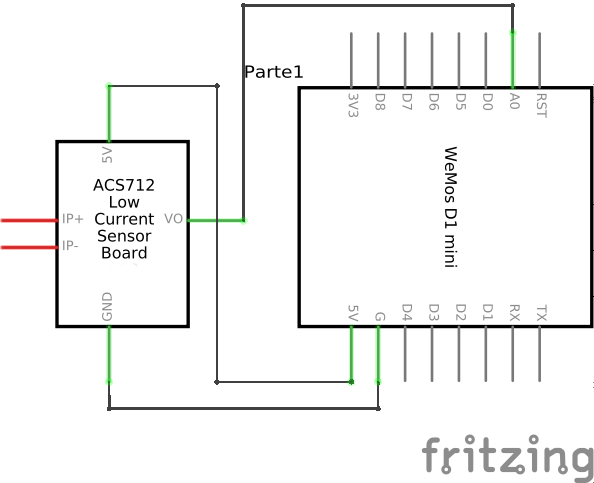 Parte1
3V3
D8
D7
D6
D5
D0
A0
RST
5V
ACS712
Low
Current
Sensor
Board
IP+
IP-
VO
GND
WeMos D1 mini
5V
G
D4
D3
D2
D1
RX
TX
fritzing